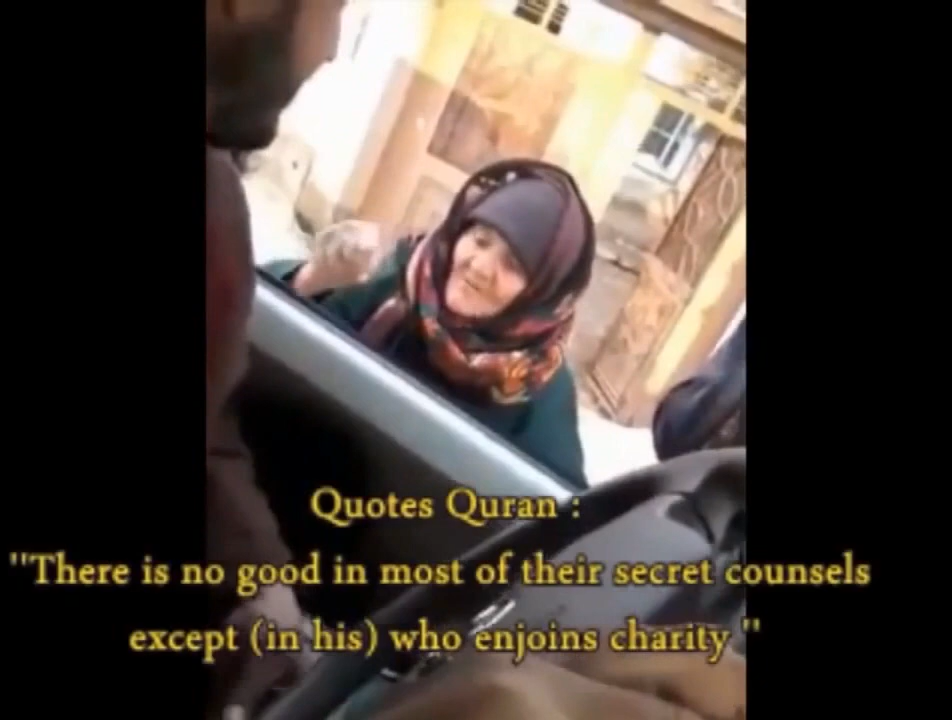 Quotes Quran :
"There is no good in most of their secret counsels
except (in his) who enjoins charity "